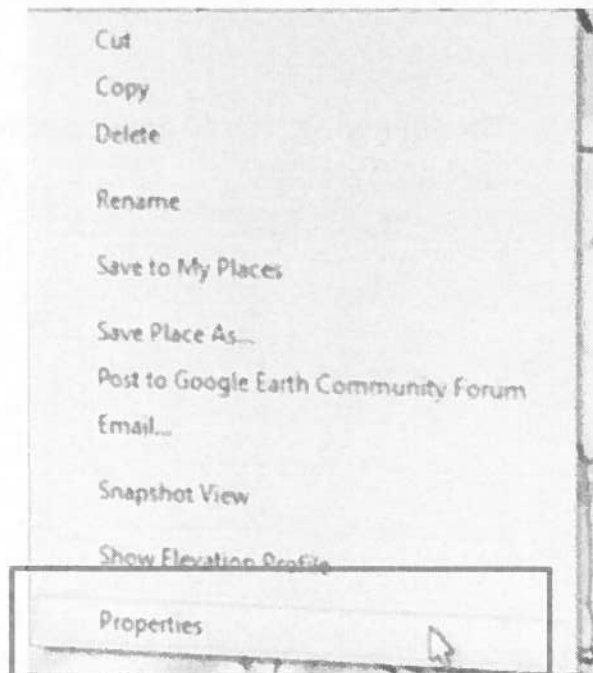 Cut
Copy
Delete
Rename
Save to My Places
Save Place As...
Post to Google Earth Community Forum
Email...
Snapshot View
Show Elevation Profile
Properties